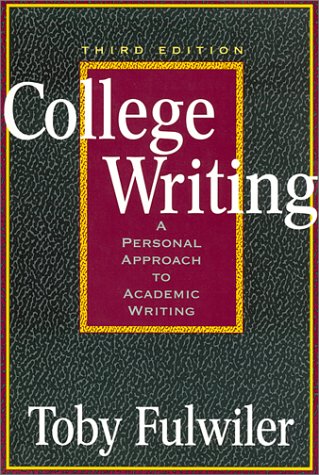 THIRD EDITION
College
Writing
A
PERSONAL
APPROACH
TO
ACADEMIC
WRITING
Toby Fulwiler